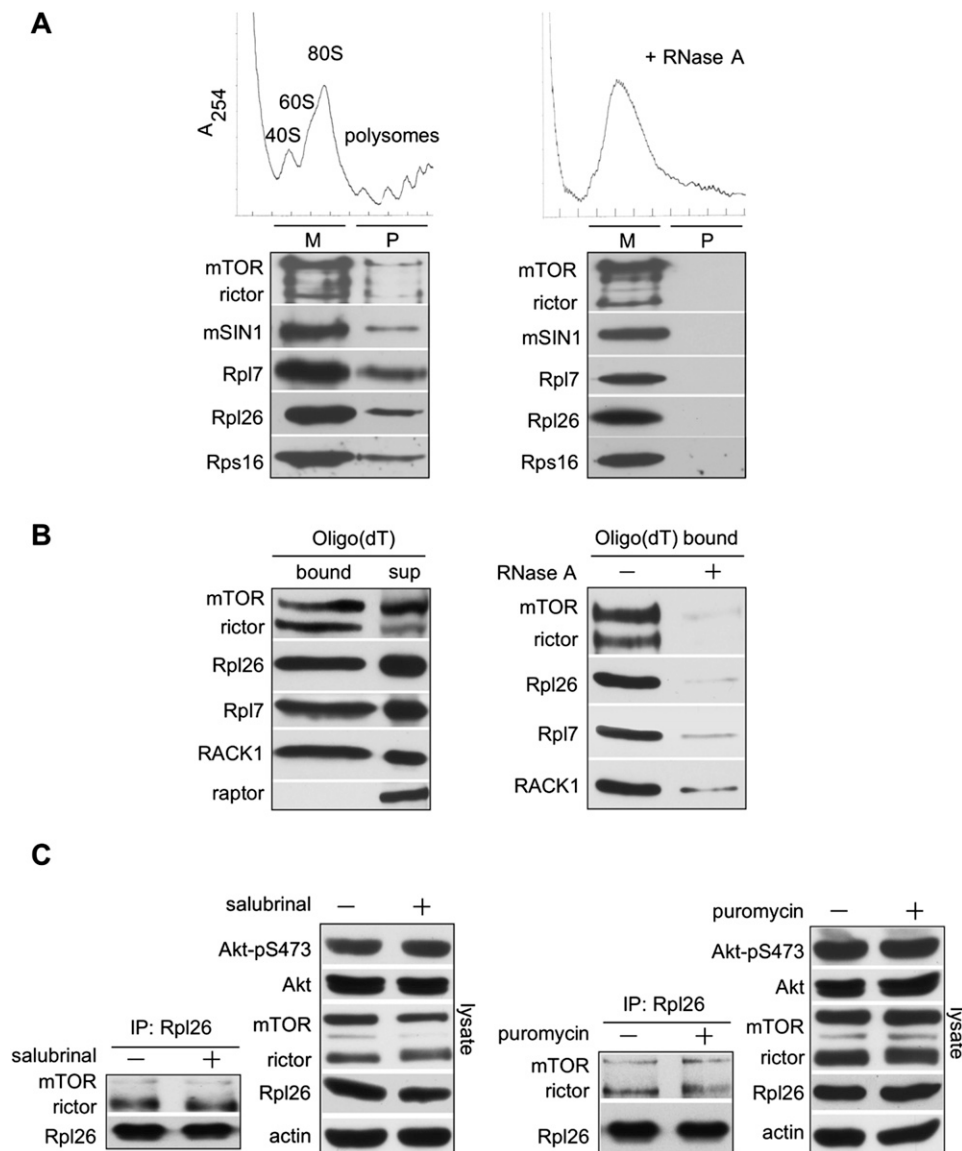 A
80S
60S
40S
polysomes
A254
+ RNase A
M P
mTOR
rictor
mSIN1
Rpl7
Rpl26
Rps16
M P
mTOR
rictor
mSIN1
Rpl7
Rpl26
Rps16
B
Oligo(dT)
bound sup
mTOR
rictor
Rpl26
Rpl7
RACK1
raptor
Oligo(dT) bound
RNase A − +
mTOR
rictor
Rpl26
Rpl7
RACK1
C
IP: Rpl26
salubrinal − +
mTOR
rictor
Rpl26
salubrinal − +
Akt-pS473
Akt
mTOR
rictor
Rpl26
actin
lysate
IP: Rpl26
puromycin − +
mTOR
rictor
Rpl26
puromycin − +
Akt-pS473
Akt
mTOR
rictor
Rpl26
actin
lysate